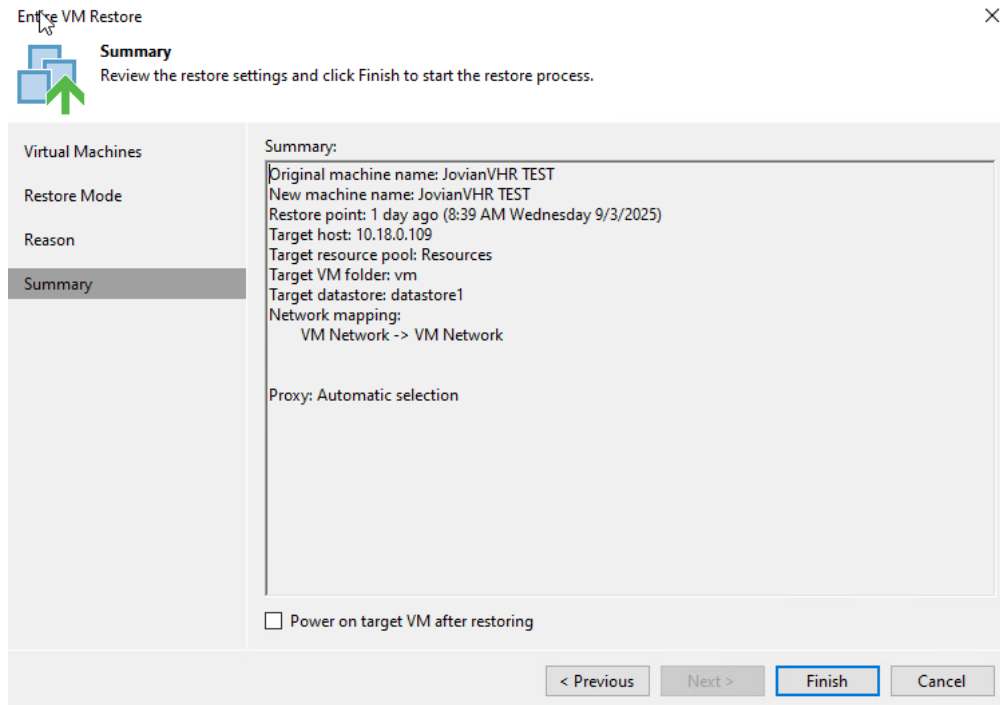 Entire VM Restore
Summary
Review the restore settings and click Finish to start the restore process.
Virtual Machines
Restore Mode
Reason
Summary
Summary:
Original machine name: JovianVHR TEST
New machine name: JovianVHR TEST
Restore point: 1 day ago (8:39 AM Wednesday 9/3/2025)
Target host: 10.18.0.109
Target resource pool: Resources
Target VM folder: vm
Target datastore: datastore1
Network mapping:
VM Network -> VM Network
Proxy: Automatic selection
Power on target VM after restoring
< Previous
Next >
Finish
Cancel